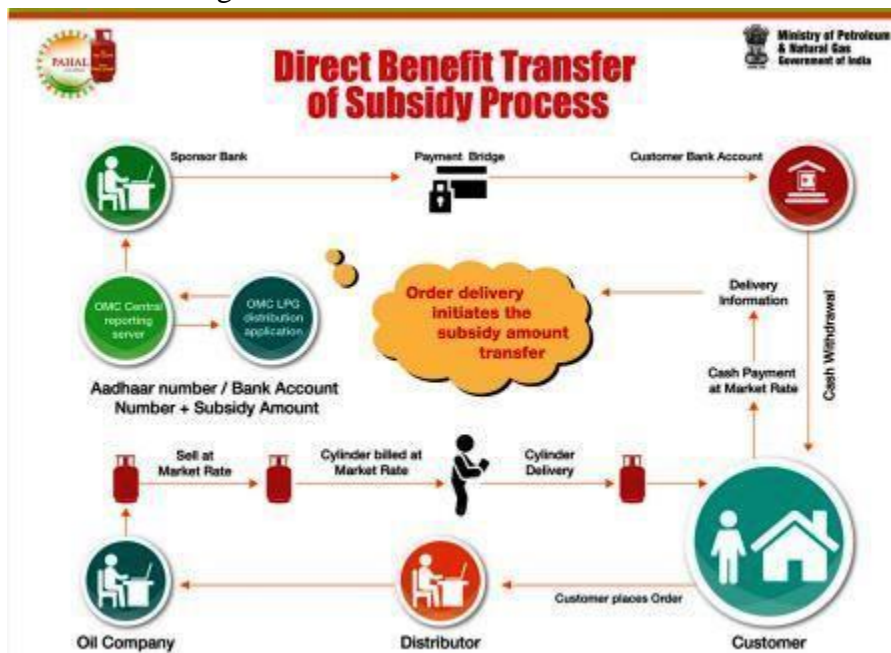 PAHAL
Direct Benefit Transfer
of Subsidy Process
Ministry of Petroleum
& Natural Gas
Government of India
Sponsor Bank
Payment Bridge
Customer Bank Account
OMC Central
reporting
server
OMC LPG
distribution
application
Order delivery
initiates the
subsidy amount
transfer
Delivery
Information
Cash Withdrawal
Aadhaar number / Bank Account
Number + Subsidy Amount
Cash Payment
at Market Rate
Sell at
Market Rate
Cylinder billed at
Market Rate
Cylinder
Delivery
Customer places Order
Oil Company
Distributor
Customer